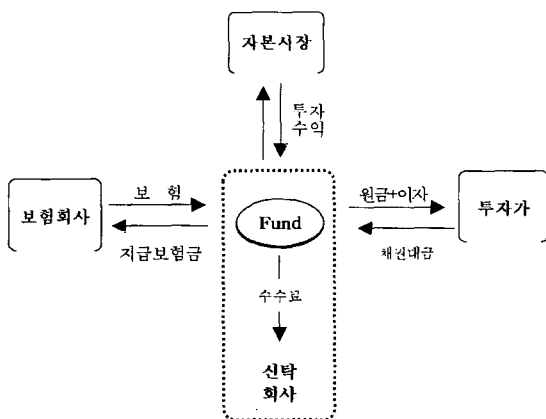 자본시장
투자
수익
보 험
원금+이자
보험회사
Fund
투자가
지급보험금
채권대금
수수료
신탁
회사